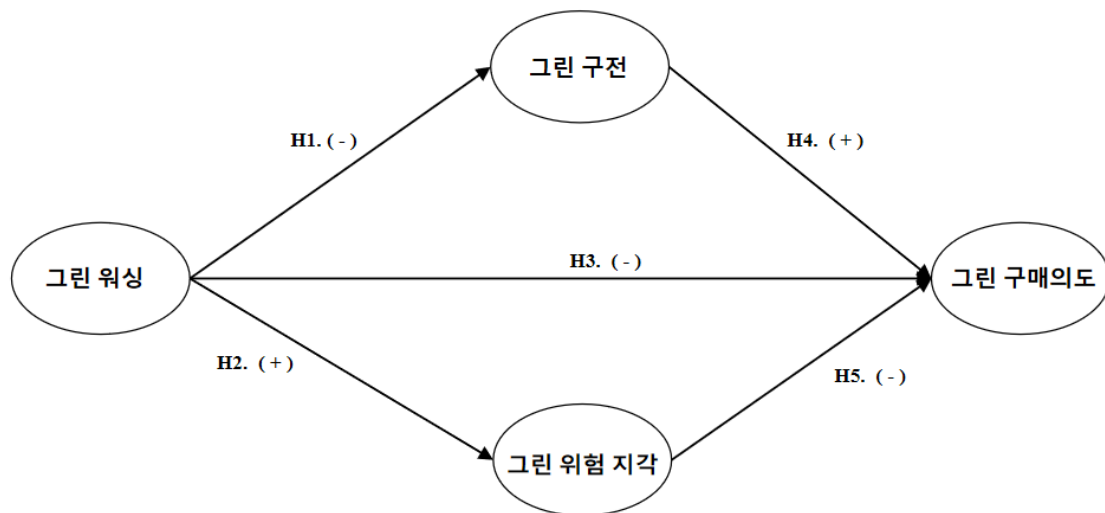 그린 구전
H1. ( - )
H4. ( + )
그린 워싱
H3. ( - )
그린 구매의도
H2. ( + )
H5. ( - )
그린 위험 지각